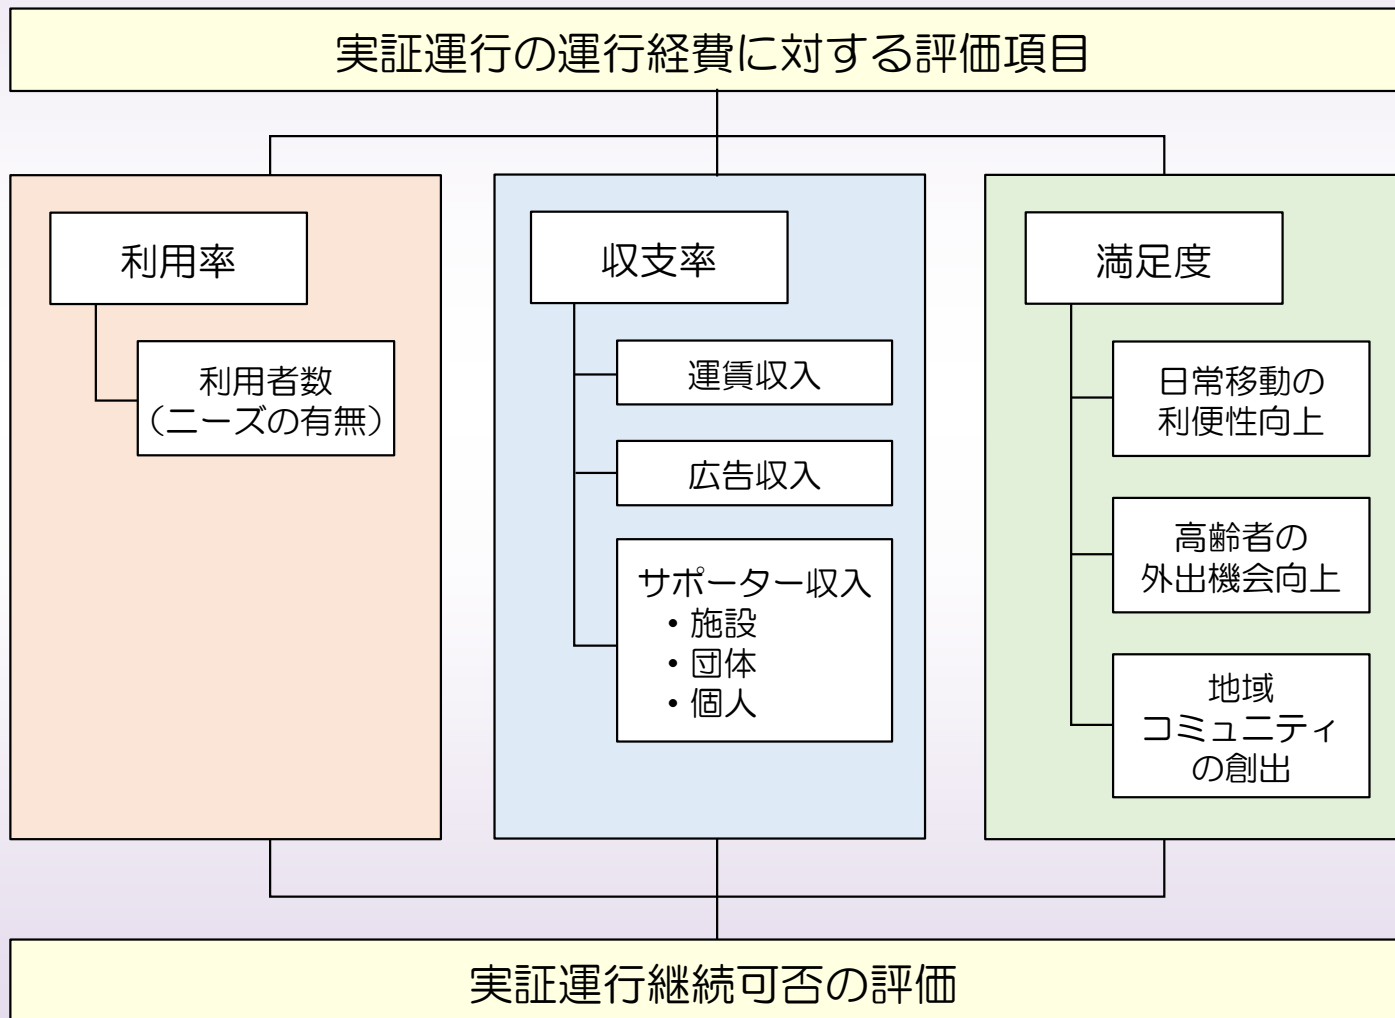 実証運行の運行経費に対する評価項目
利用率
利用者数
（ニーズの有無）
収支率
運賃収入
広告収入
サポーター収入
・施設
・団体
・個人
満足度
日常移動の
利便性向上
高齢者の
外出機会向上
地域
コミュニティ
の創出
実証運行継続可否の評価